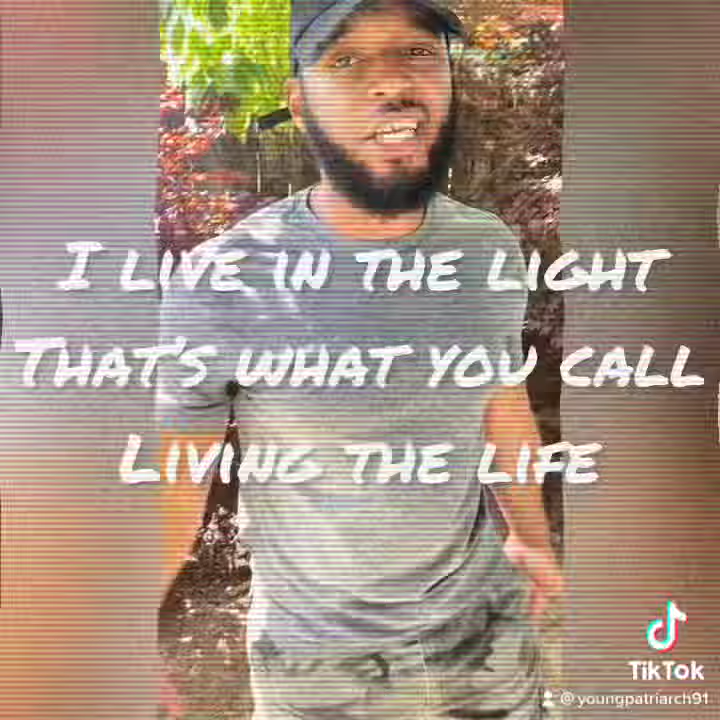 I LIVE IN THE LIGHT
THAT'S WHAT YOU CALL
LIVING THE LIFE
TikTok
@youngpatriarch91